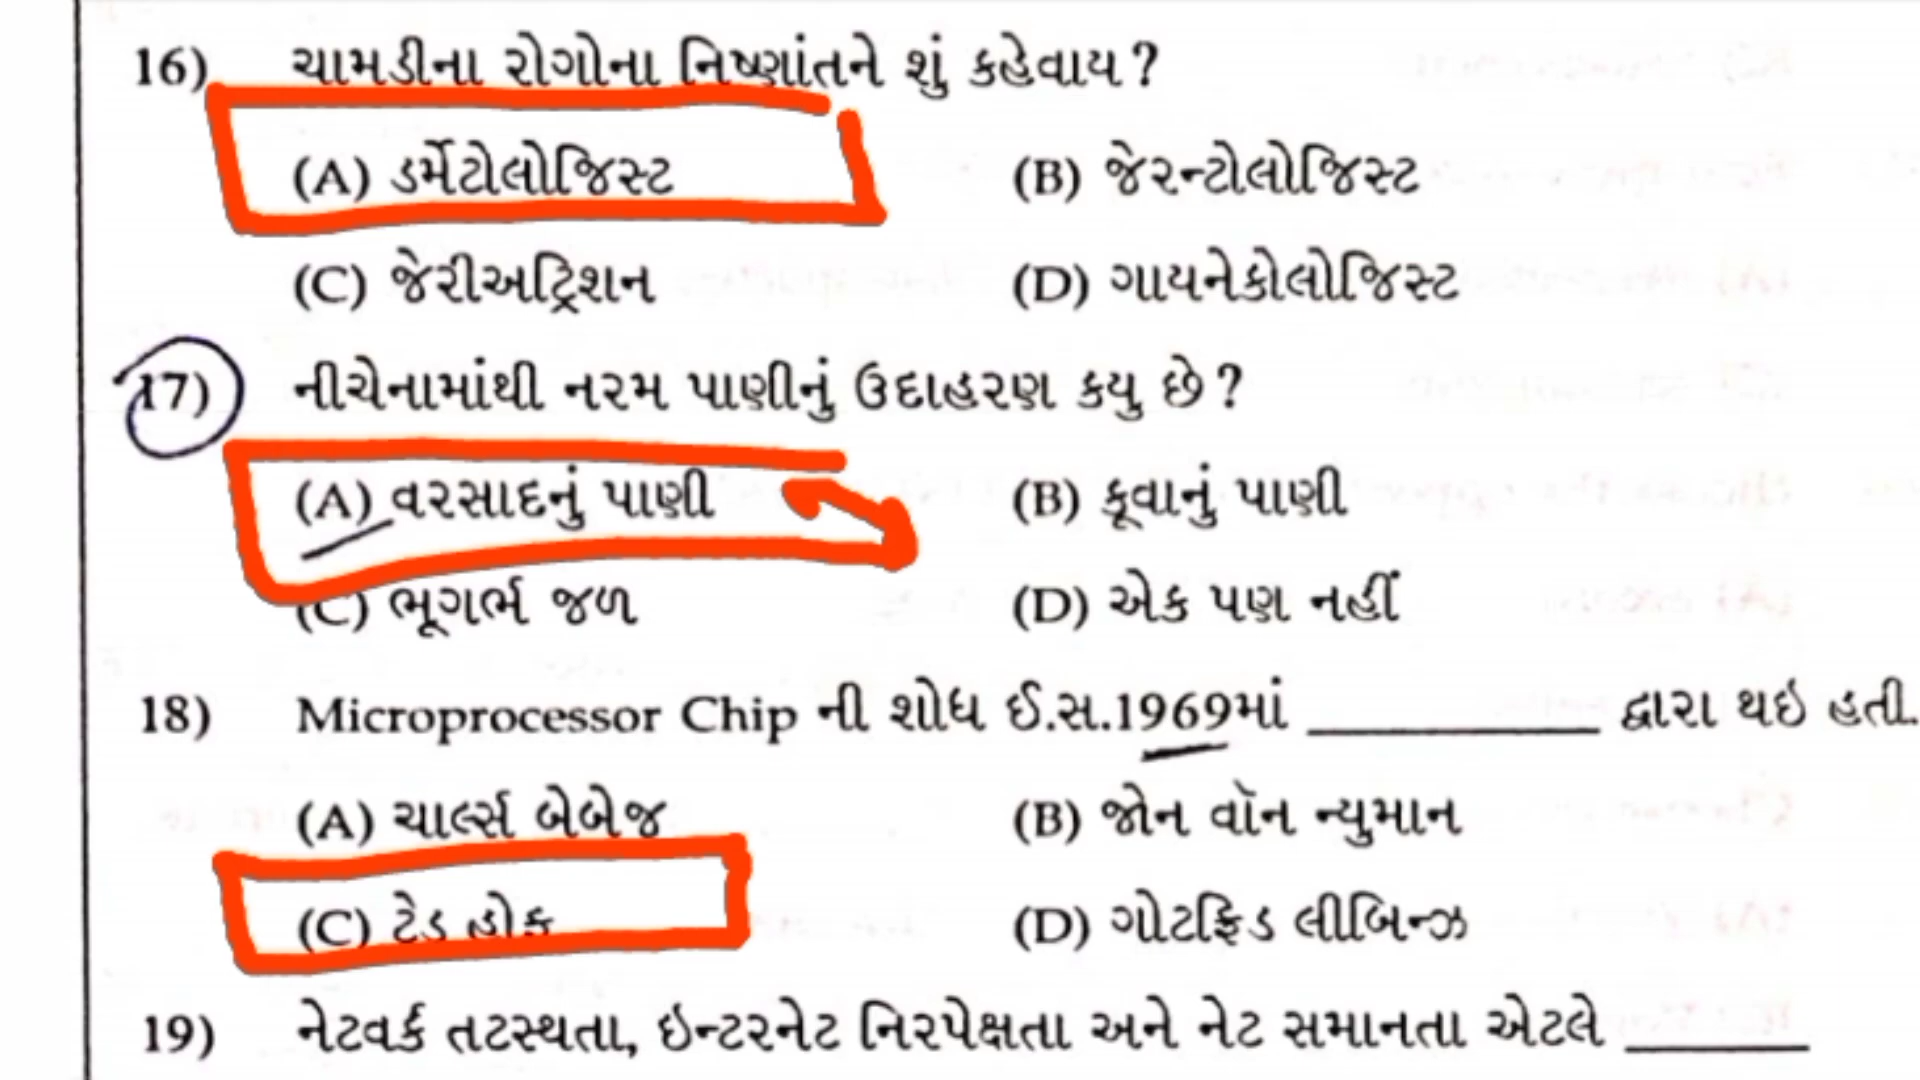 16) ચામડીના રોગોના નિષ્ણાંતને શું કહેવાય ?
(A) ડર્મેટોલોજિસ્ટ (B) જેરન્ટોલોજિસ્ટ
(C) જેરીઅટ્રિશન (D) ગાયનેકોલોજિસ્ટ
17) નીચેનામાંથી નરમ પાણીનું ઉદાહરણ કયુ છે ?
(A) વરસાદનું પાણી (B) કૂવાનું પાણી
(C) ભૂગર્ભ જળ (D) એક પણ નહીં
18) Microprocessor Chip ની શોધ ઈ.સ.1969માં __________ દ્વારા થઇ હતી.
(A) ચાર્લ્સ બેબેજ (B) જોન વૉન ન્યુમાન
(C) ટેડ હોફ (D) ગોટફ્રિડ લીબિન્ઝ
19) નેટવર્ક તટસ્થતા, ઇન્ટરનેટ નિરપેક્ષતા અને નેટ સમાનતા એટલે ______